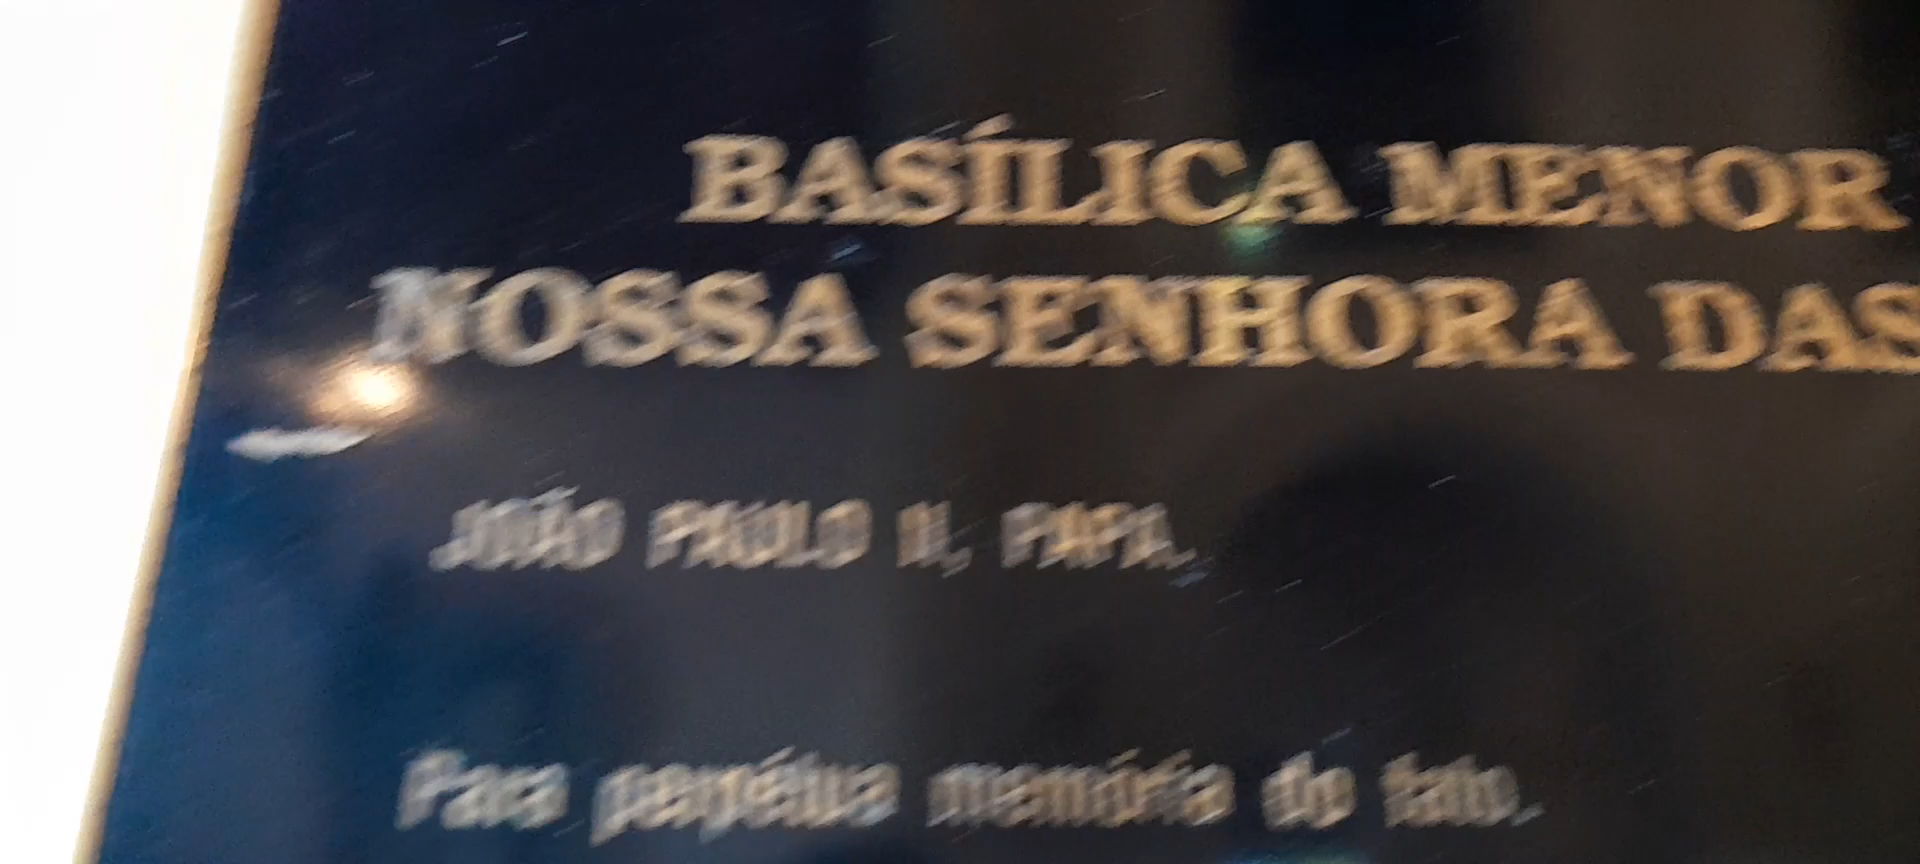 BASÍLICA MENOR
NOSSA SENHORA DAS
JOÃO PAULO II, PAPA.
Para perpétua memória do fato.